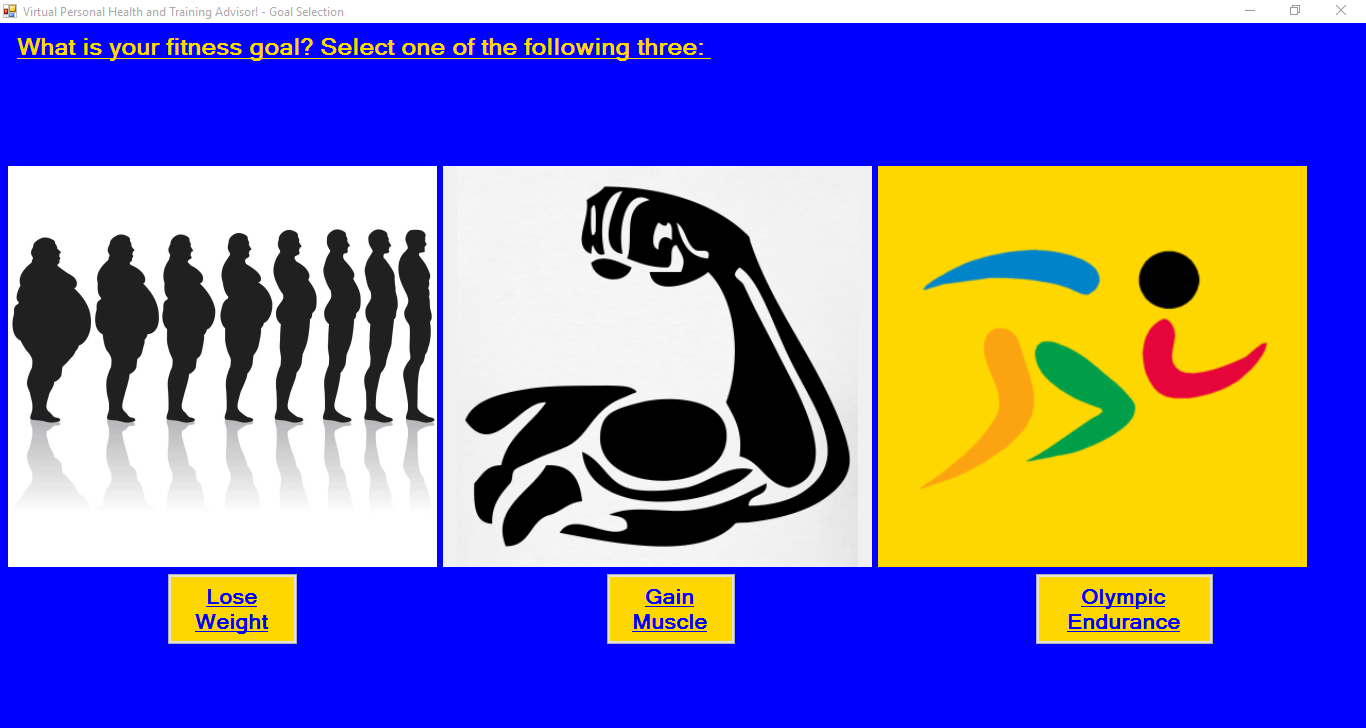 Virtual Personal Health and Training Advisor! - Goal Selection
What is your fitness goal? Select one of the following three:
Lose
Weight
Gain
Muscle
Olympic
Endurance